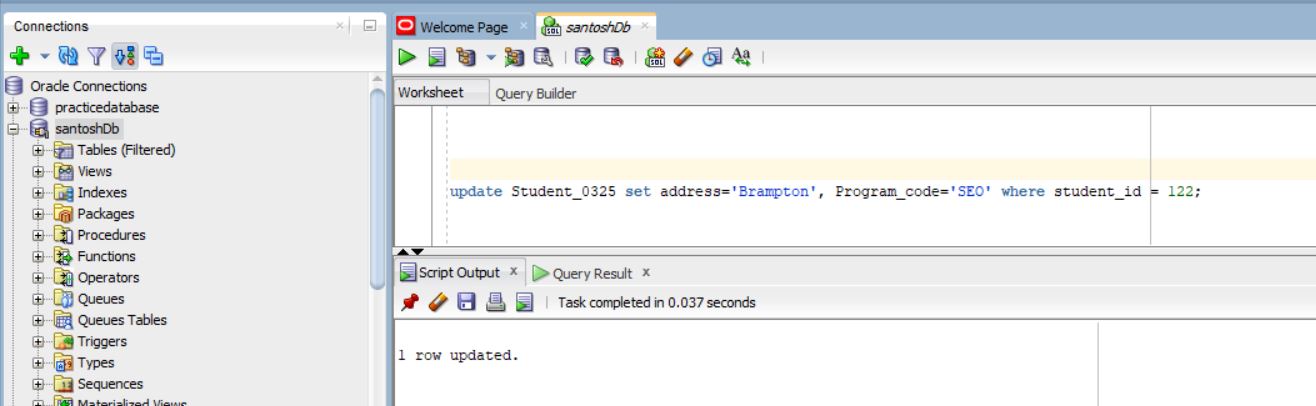 Connections
Oracle Connections
practicedatabase
santoshDb
Tables (Filtered)
Views
Indexes
Packages
Procedures
Functions
Operators
Queues
Queues Tables
Triggers
Types
Sequences
Materialized Views
Welcome Page
santoshDb
Worksheet
Query Builder
update Student_0325 set address='Brampton', Program_code='SEO' where student_id = 122;
Script Output
Query Result
Task completed in 0.037 seconds
1 row updated.